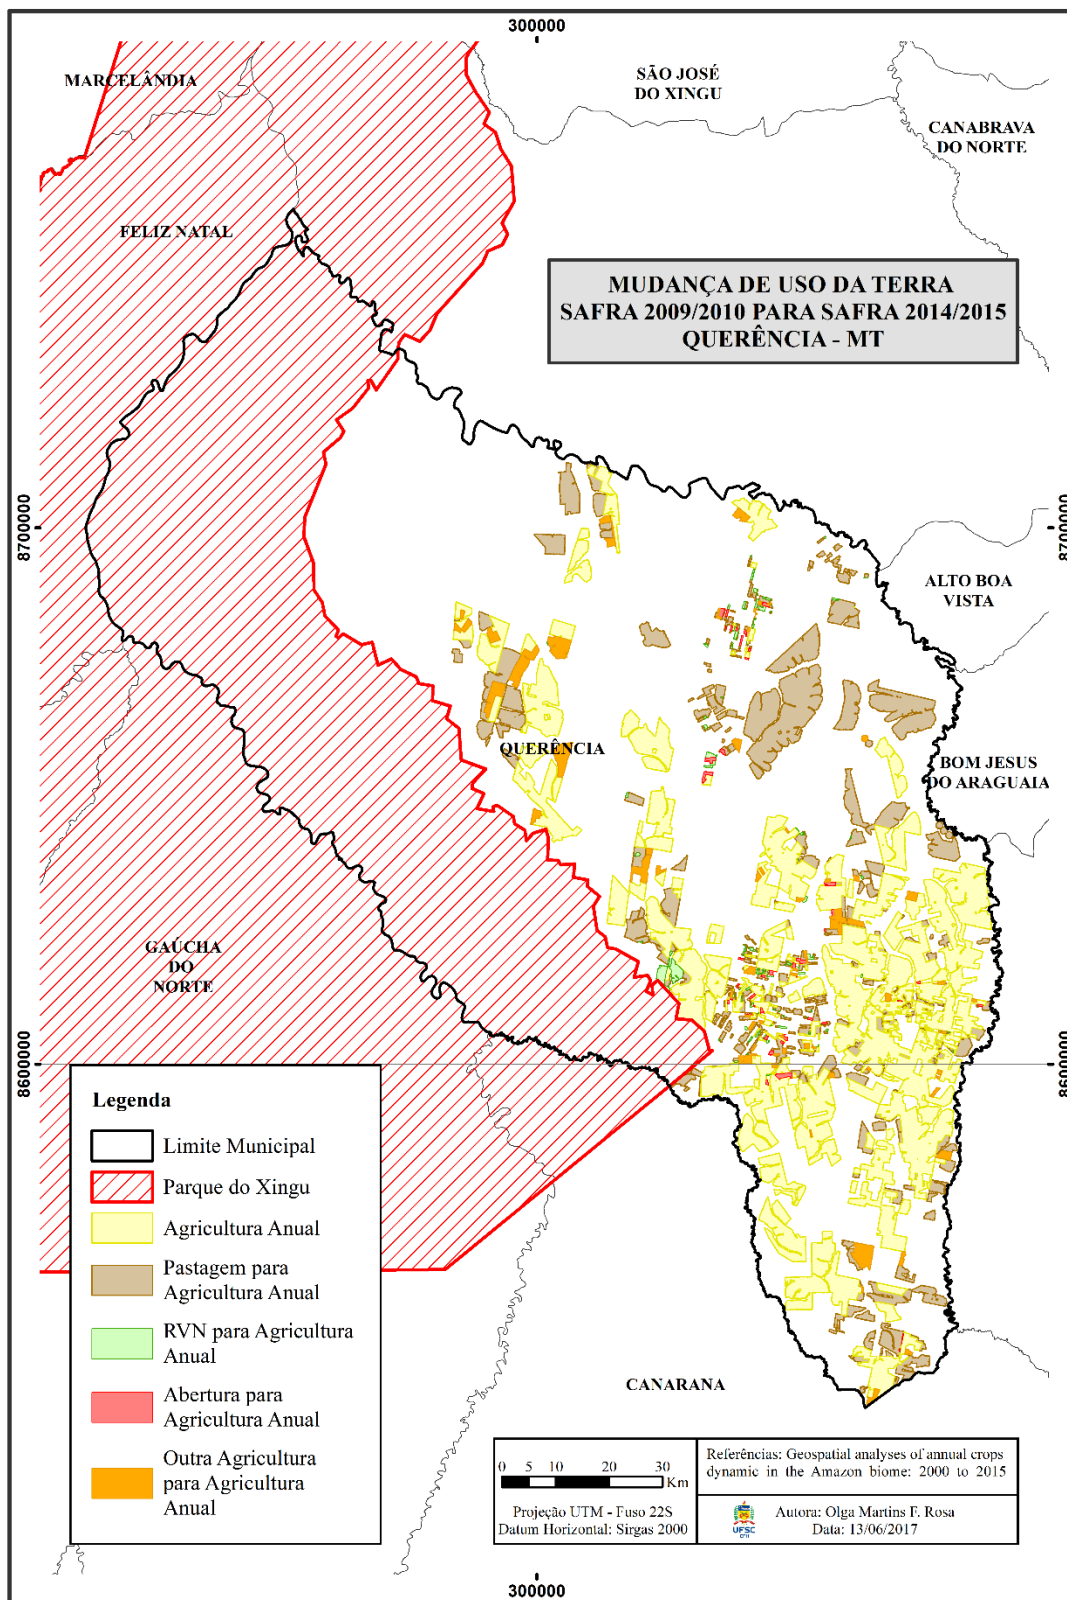 300000
MARCELÂNDIA
SÃO JOSÉ
DO XINGU
CANABRAVA
DO NORTE
FELIZ NATAL
MUDANÇA DE USO DA TERRA
SAFRA 2009/2010 PARA SAFRA 2014/2015
QUERÊNCIA - MT
8700000
8700000
ALTO BOA
VISTA
QUERÊNCIA
BOM JESUS
DO ARAGUAIA
GAÚCHA
DO
NORTE
8600000
8600000
Legenda
Limite Municipal
Parque do Xingu
Agricultura Anual
Pastagem para
Agricultura Anual
RVN para Agricultura
Anual
Abertura para
Agricultura Anual
Outra Agricultura
para Agricultura
Anual
CANARANA
0 5 10 20 30
Km
Projeção UTM - Fuso 22S
Datum Horizontal: Sirgas 2000
Referências: Geospatial analyses of annual crops
dynamic in the Amazon biome: 2000 to 2015
UFSC
CFH
Autora: Olga Martins F. Rosa
Data: 13/06/2017
300000